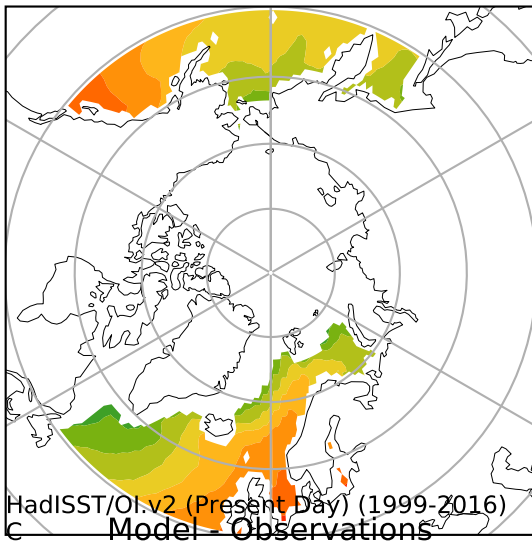 HadISST/OI.v2 (Present Day) (1999-2016)
C Model - Observations